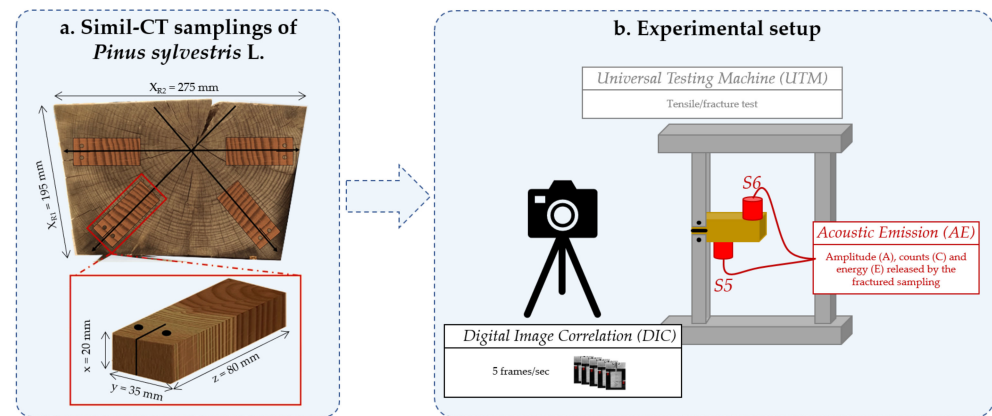 a. Simil-CT samplings of
Pinus sylvestris L.
X_R2 = 275 mm
X_R1 = 195 mm
x = 20 mm
y = 35 mm
z = 80 mm
b. Experimental setup
Universal Testing Machine (UTM)
Tensile/fracture test
S6
S5
Acoustic Emission (AE)
Amplitude (A), counts (C) and
energy (E) released by the
fractured sampling
Digital Image Correlation (DIC)
5 frames/sec